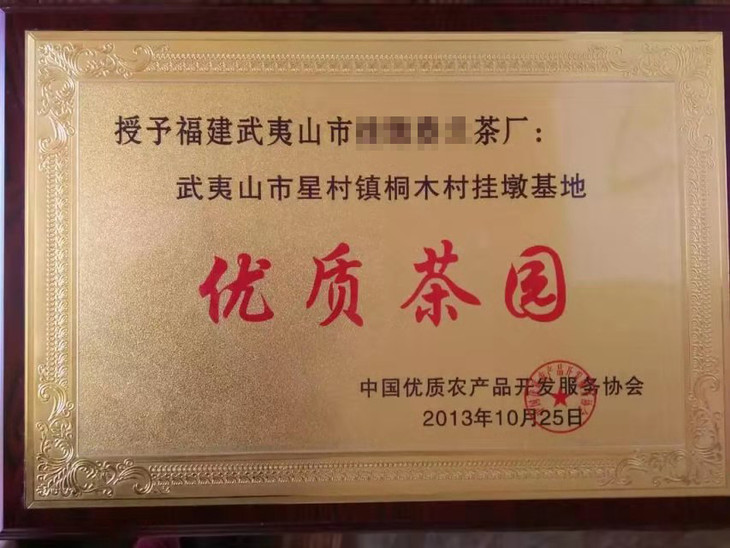 授予福建武夷山市茶厂：
武夷山市星村镇桐木村挂墩基地
优质茶园
中国优质农产品开发服务协会
2013年10月25日